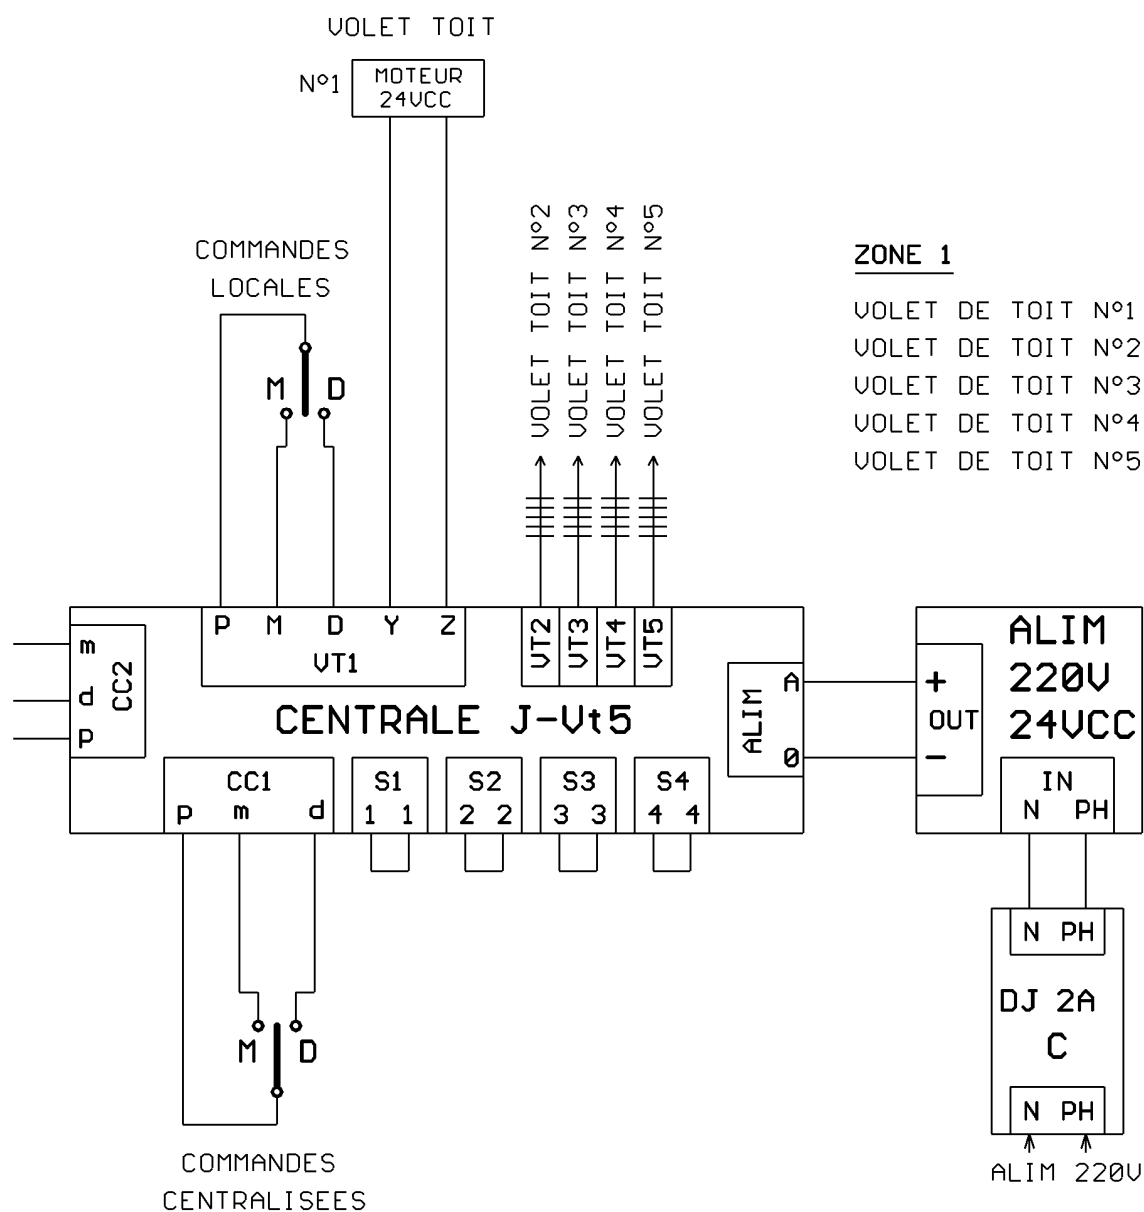 VOLET TOIT
N°1
MOTEUR
24VCC
COMMANDES
LOCALES
M D
VOLET TOIT N°2
VOLET TOIT N°3
VOLET TOIT N°4
VOLET TOIT N°5
ZONE 1
VOLET DE TOIT N°1
VOLET DE TOIT N°2
VOLET DE TOIT N°3
VOLET DE TOIT N°4
VOLET DE TOIT N°5
P M D Y Z
VT1
VT2
VT3
VT4
VT5
m
d
p
CC2
CENTRALE J-Vt5
ALIM
A
0
+
OUT
-
ALIM
220V
24VCC
IN
N PH
CC1
p m d
S1
1 1
S2
2 2
S3
3 3
S4
4 4
N PH
DJ 2A
C
N PH
ALIM 220V
M D
COMMANDES
CENTRALISEES